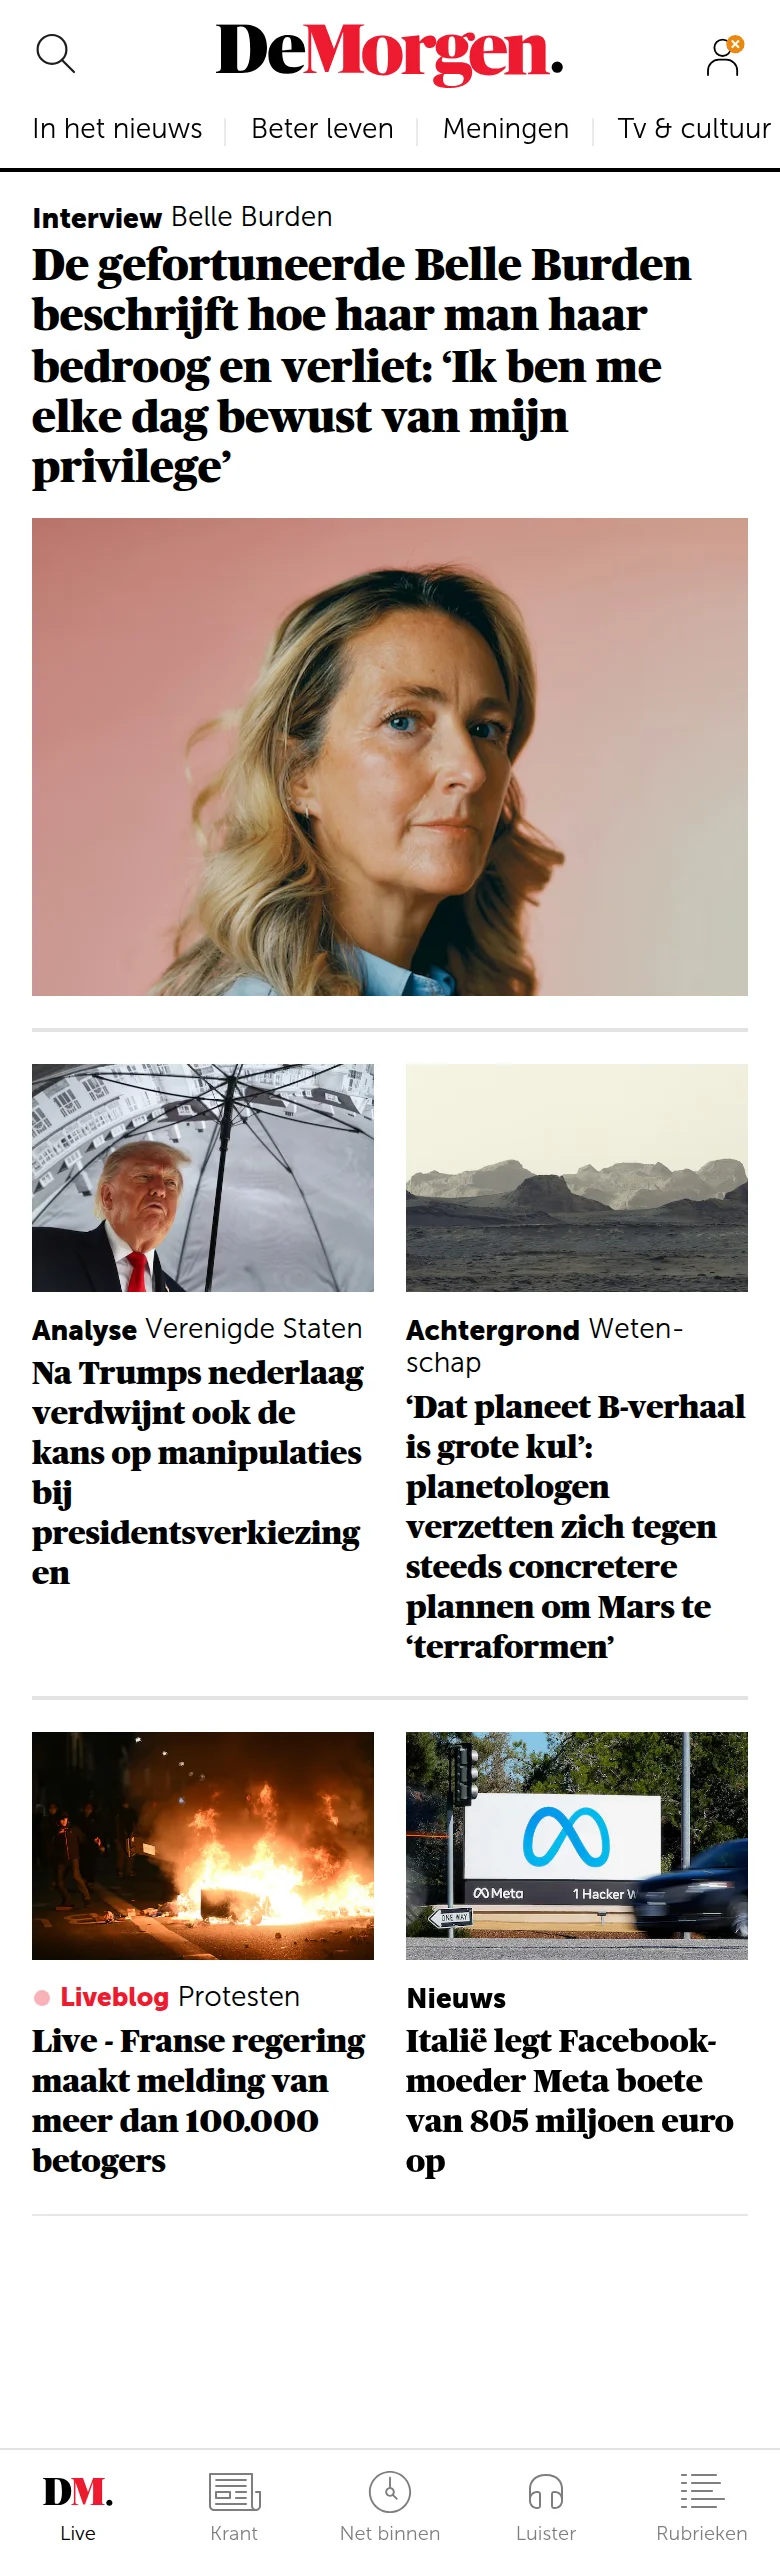 DeMorgen.
In het nieuws
Beter leven
Meningen
Tv & cultuur
Interview Belle Burden
De gefortuneerde Belle Burden
beschrijft hoe haar man haar
bedroog en verliet: ‘Ik ben me
elke dag bewust van mijn
privilege’
Analyse Verenigde Staten
Na Trumps nederlaag
verdwijnt ook de
kans op manipulaties
bij
presidentsverkiezing
en
Achtergrond Weten-
schap
‘Dat planeet B-verhaal
is grote kul’:
planetologen
verzetten zich tegen
steeds concretere
plannen om Mars te
‘terraformen’
Meta
1 Hacker W
ONE WAY
Liveblog Protesten
Live - Franse regering
maakt melding van
meer dan 100.000
betogers
Nieuws
Italië legt Facebook-
moeder Meta boete
van 805 miljoen euro
op
DM.
Live
Krant
Net binnen
Luister
Rubrieken